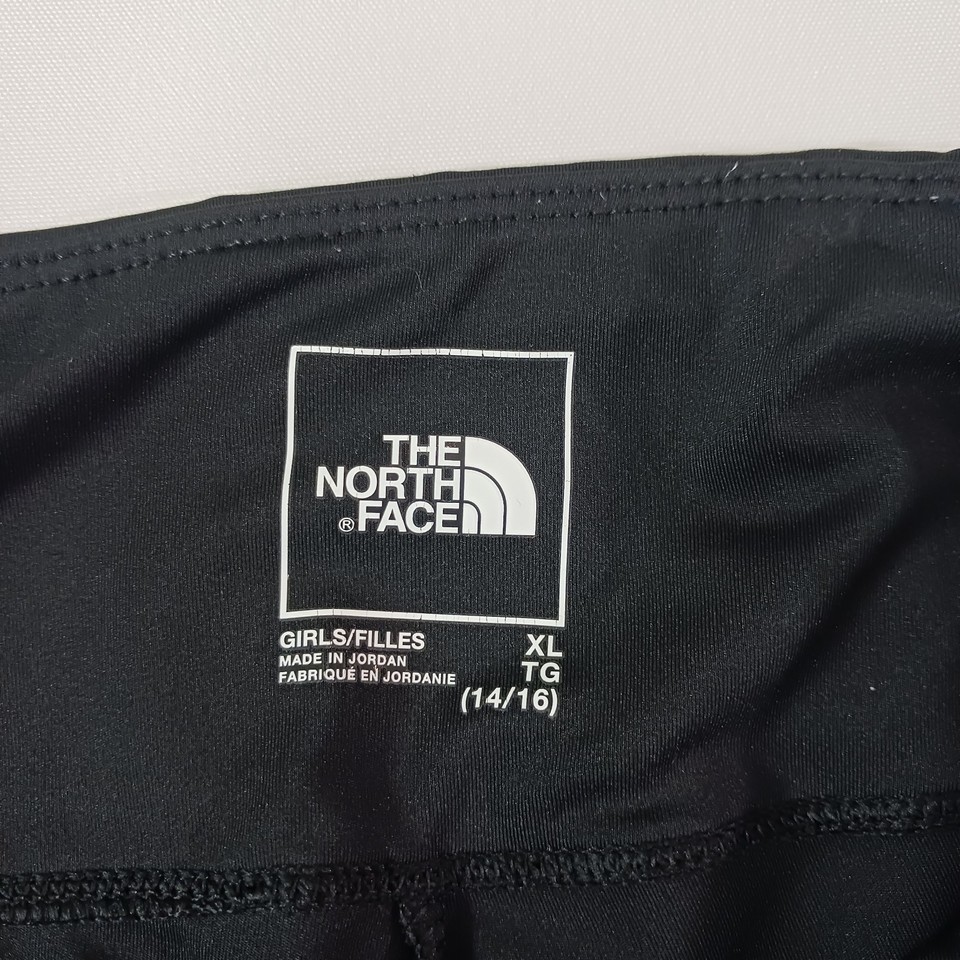 THE
NORTH
® FACE
GIRLS/FILLES XL
MADE IN JORDAN TG
FABRIQUÉ EN JORDANIE
(14/16)